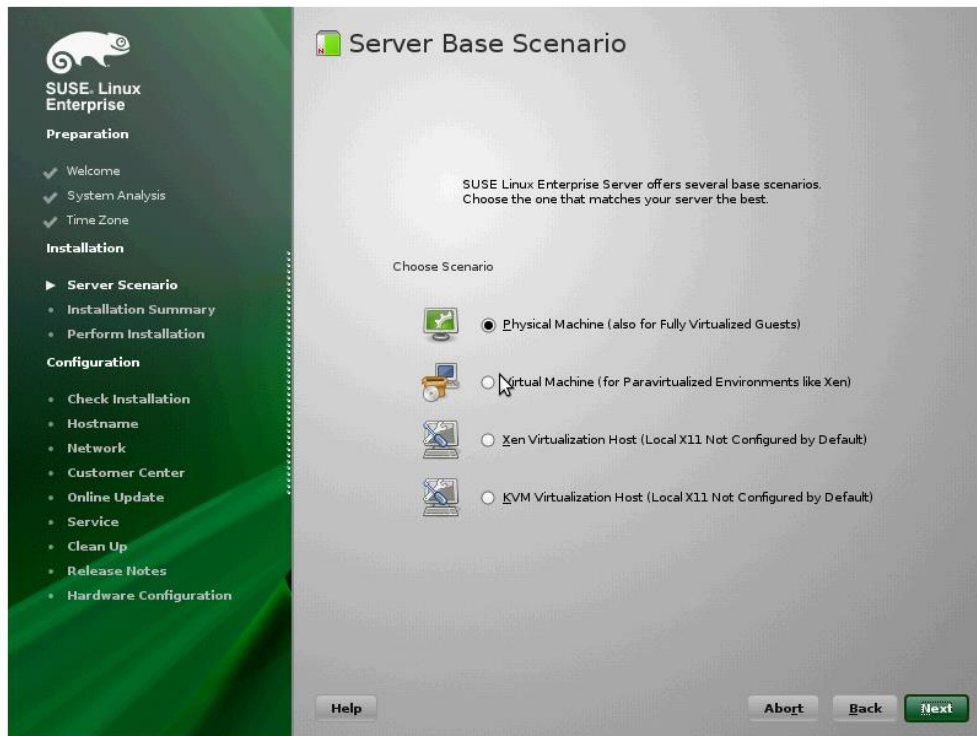 SUSE. Linux
Enterprise
Preparation
Welcome
System Analysis
Time Zone
Installation
Server Scenario
Installation Summary
Perform Installation
Configuration
Check Installation
Hostname
Network
Customer Center
Online Update
Service
Clean Up
Release Notes
Hardware Configuration
N
Server Base Scenario
SUSE Linux Enterprise Server offers several base scenarios.
Choose the one that matches your server the best.
Choose Scenario
Physical Machine (also for Fully Virtualized Guests)
Virtual Machine (for Paravirtualized Environments like Xen)
Xen Virtualization Host (Local X11 Not Configured by Default)
KVM Virtualization Host (Local X11 Not Configured by Default)
Help
Abort
Back
Next